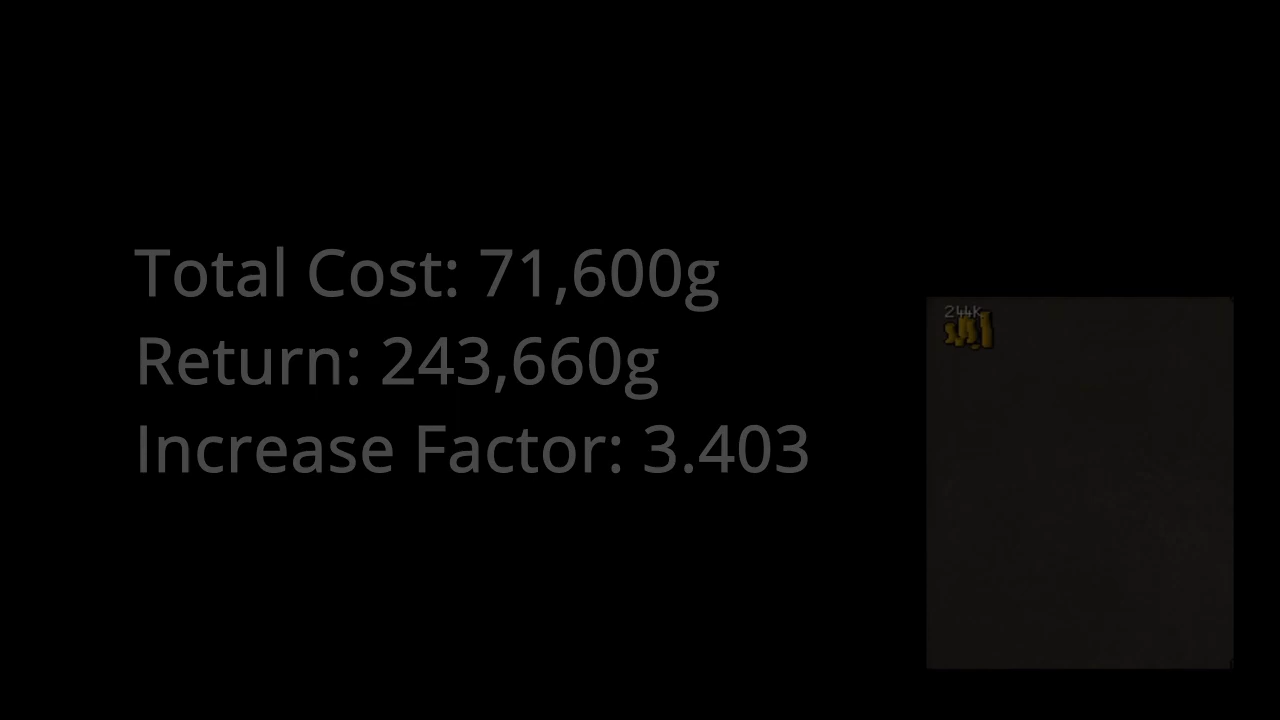 Total Cost: 71,600g
Return: 243,660g
Increase Factor: 3.403
244K